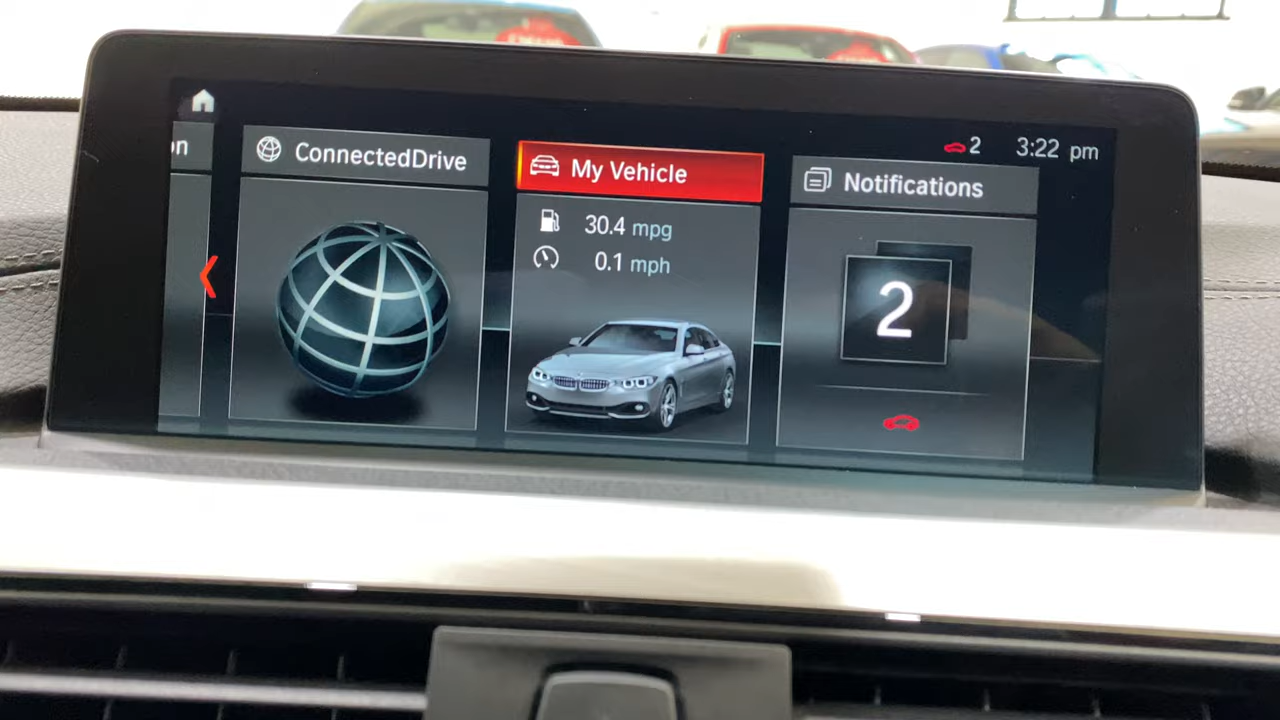 on
ConnectedDrive
My Vehicle
30.4 mpg
0.1 mph
2 3:22 pm
Notifications
2